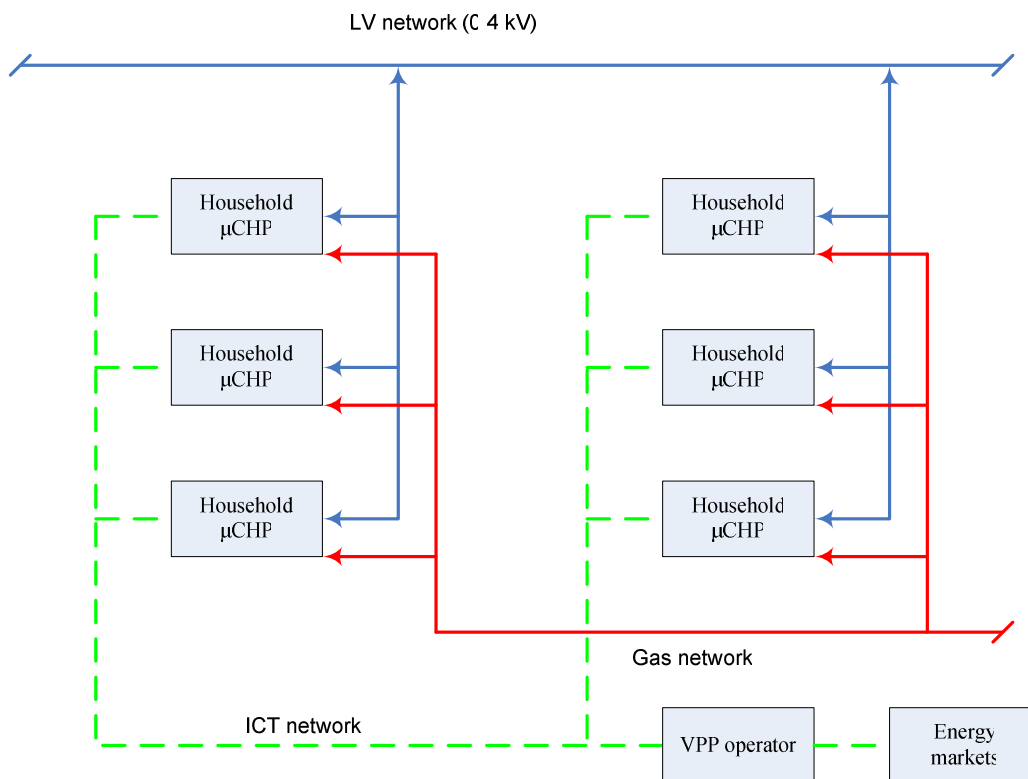 LV network (0 4 kV)
Household
µCHP
Household
µCHP
Household
µCHP
Household
µCHP
Household
µCHP
Household
µCHP
Gas network
ICT network
VPP operator
Energy
markets